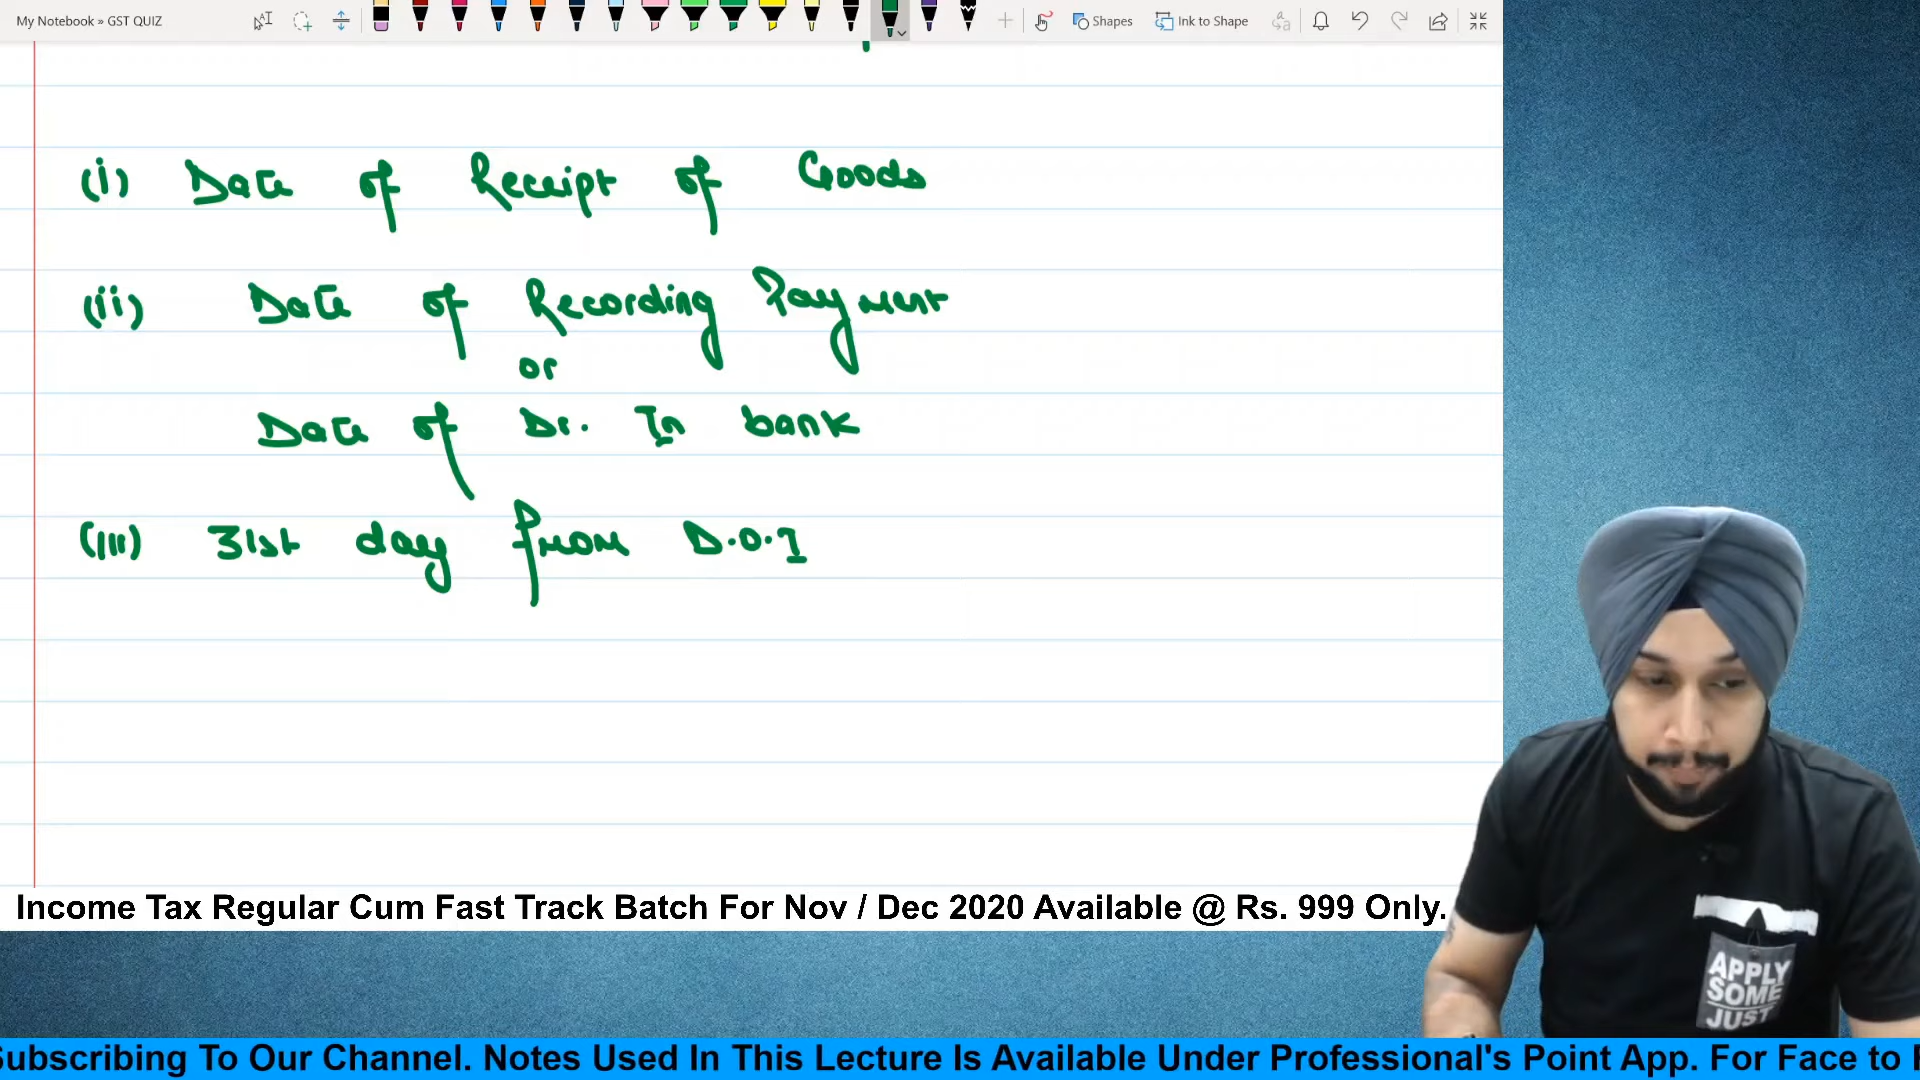 My Notebook » GST QUIZ
Shapes
Ink to Shape
(i) Date of Receipt of Goods
(ii) Date of Recording Payment
or
Date of Dr. In bank
(iii) 31st day from D.O.I
Income Tax Regular Cum Fast Track Batch For Nov / Dec 2020 Available @ Rs. 999 Only.
APPLY
SOME
JUST
Subscribing To Our Channel. Notes Used In This Lecture Is Available Under Professional's Point App. For Face to